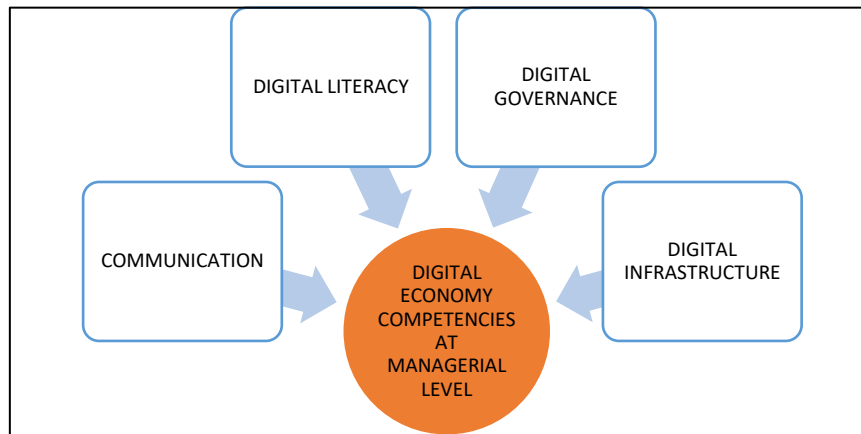 DIGITAL LITERACY
DIGITAL
GOVERNANCE
COMMUNICATION
DIGITAL
INFRASTRUCTURE
DIGITAL
ECONOMY
COMPETENCIES
AT
MANAGERIAL
LEVEL